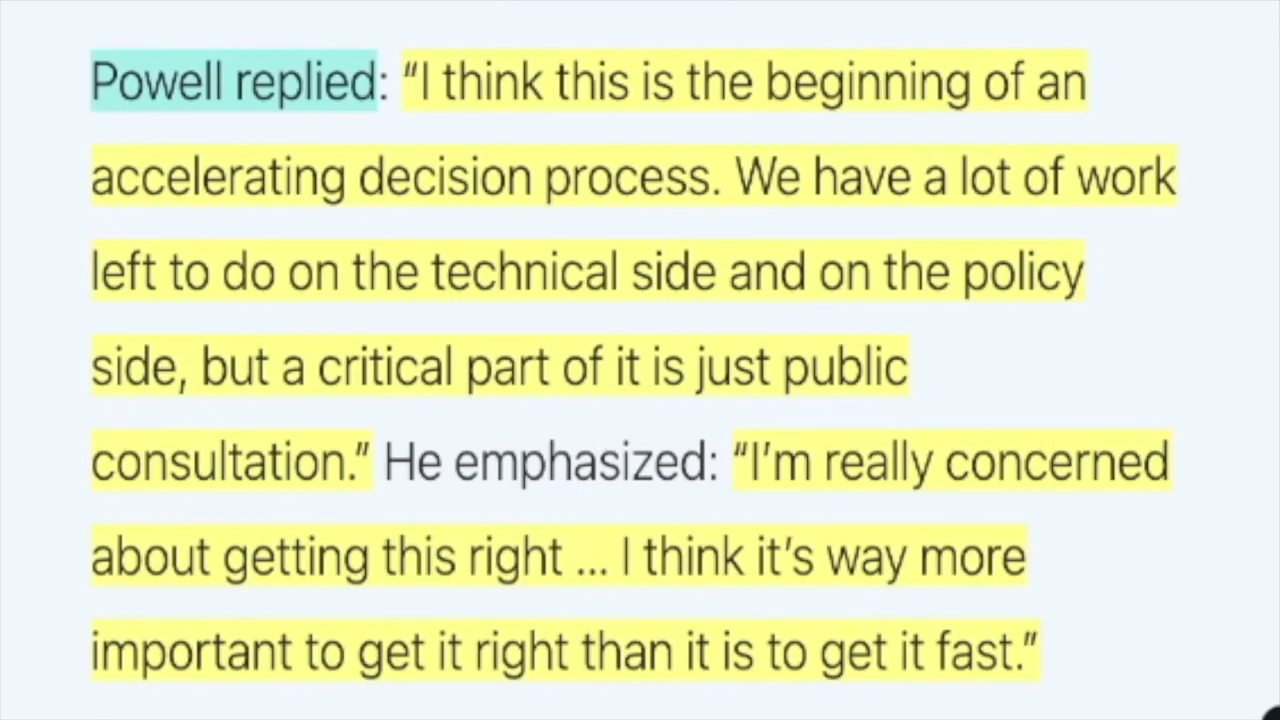 Powell replied: “I think this is the beginning of an
accelerating decision process. We have a lot of work
left to do on the technical side and on the policy
side, but a critical part of it is just public
consultation.” He emphasized: “I’m really concerned
about getting this right ... I think it’s way more
important to get it right than it is to get it fast.”